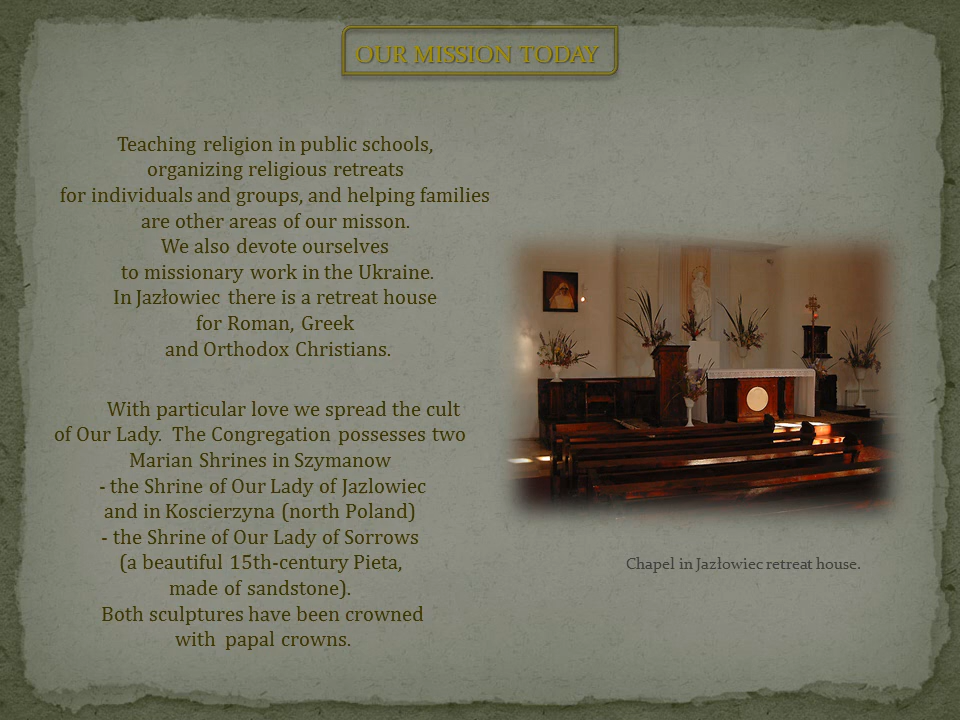 OUR MISSION TODAY
Teaching religion in public schools,
organizing religious retreats
for individuals and groups, and helping families
are other areas of our misson.
We also devote ourselves
to missionary work in the Ukraine.
In Jazłowiec there is a retreat house
for Roman, Greek
and Orthodox Christians.
With particular love we spread the cult
of Our Lady. The Congregation possesses two
Marian Shrines in Szymanow
- the Shrine of Our Lady of Jazlowiec
and in Koscierzyna (north Poland)
- the Shrine of Our Lady of Sorrows
(a beautiful 15th-century Pieta,
made of sandstone).
Both sculptures have been crowned
with papal crowns.
Chapel in Jazłowiec retreat house.